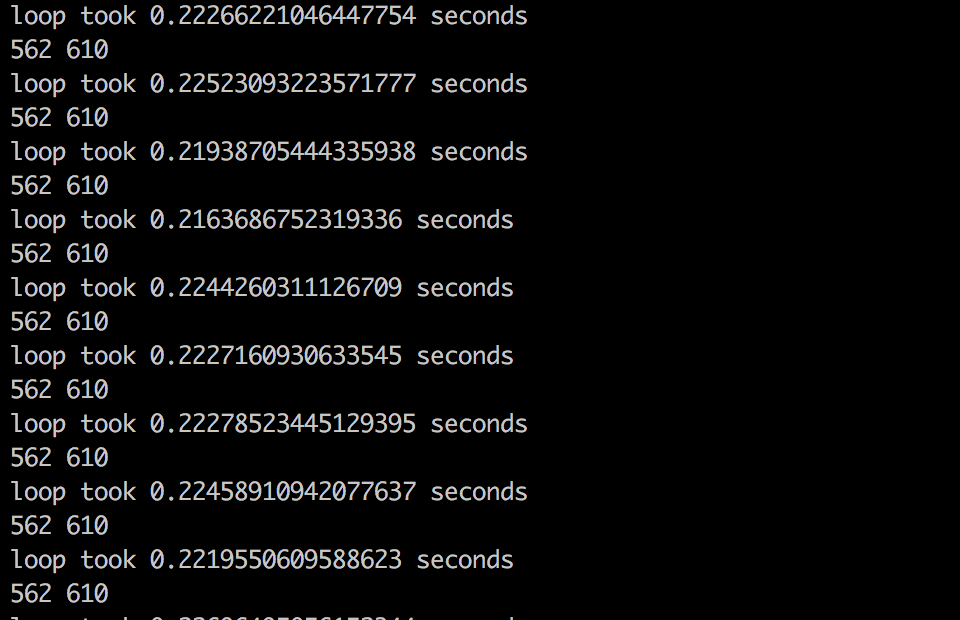 loop took 0.22266221046447754 seconds
562 610
loop took 0.22523093223571777 seconds
562 610
loop took 0.21938705444335938 seconds
562 610
loop took 0.2163686752319336 seconds
562 610
loop took 0.2244260311126709 seconds
562 610
loop took 0.2227160930633545 seconds
562 610
loop took 0.22278523445129395 seconds
562 610
loop took 0.22458910942077637 seconds
562 610
loop took 0.2219550609588623 seconds
562 610
loop took seconds